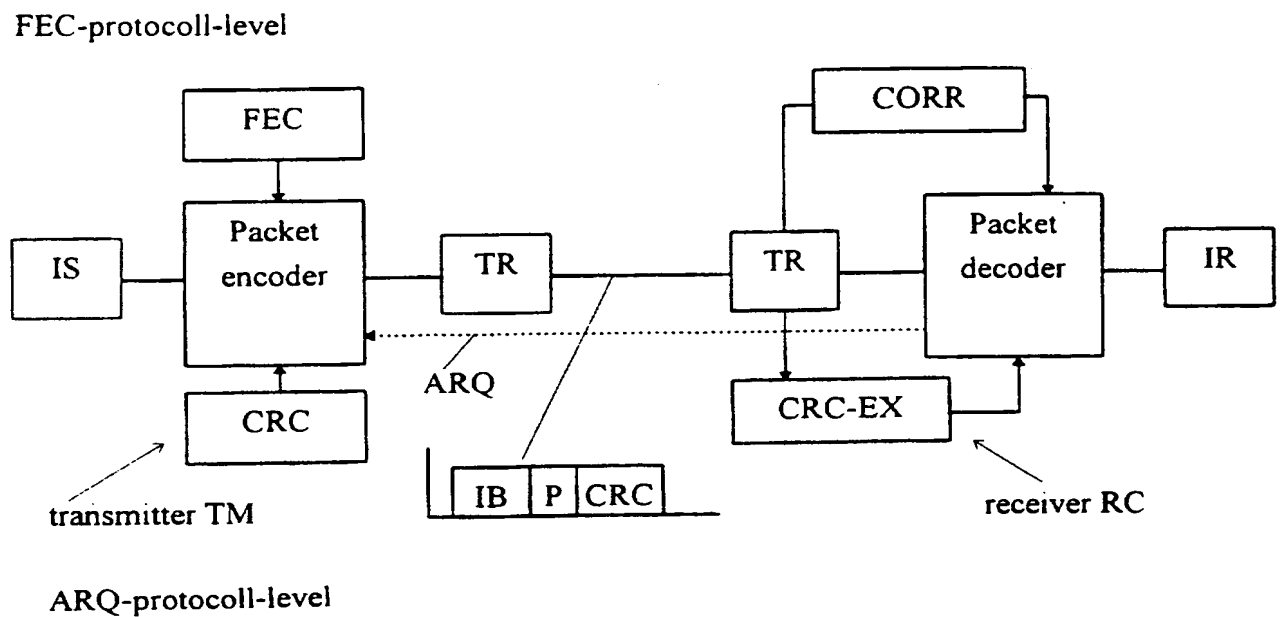 FEC-protocoll-level
FEC
CORR
Packet
encoder
Packet
decoder
IS
TR
TR
IR
ARQ
CRC
CRC-EX
IB P CRC
transmitter TM
receiver RC
ARQ-protocoll-level